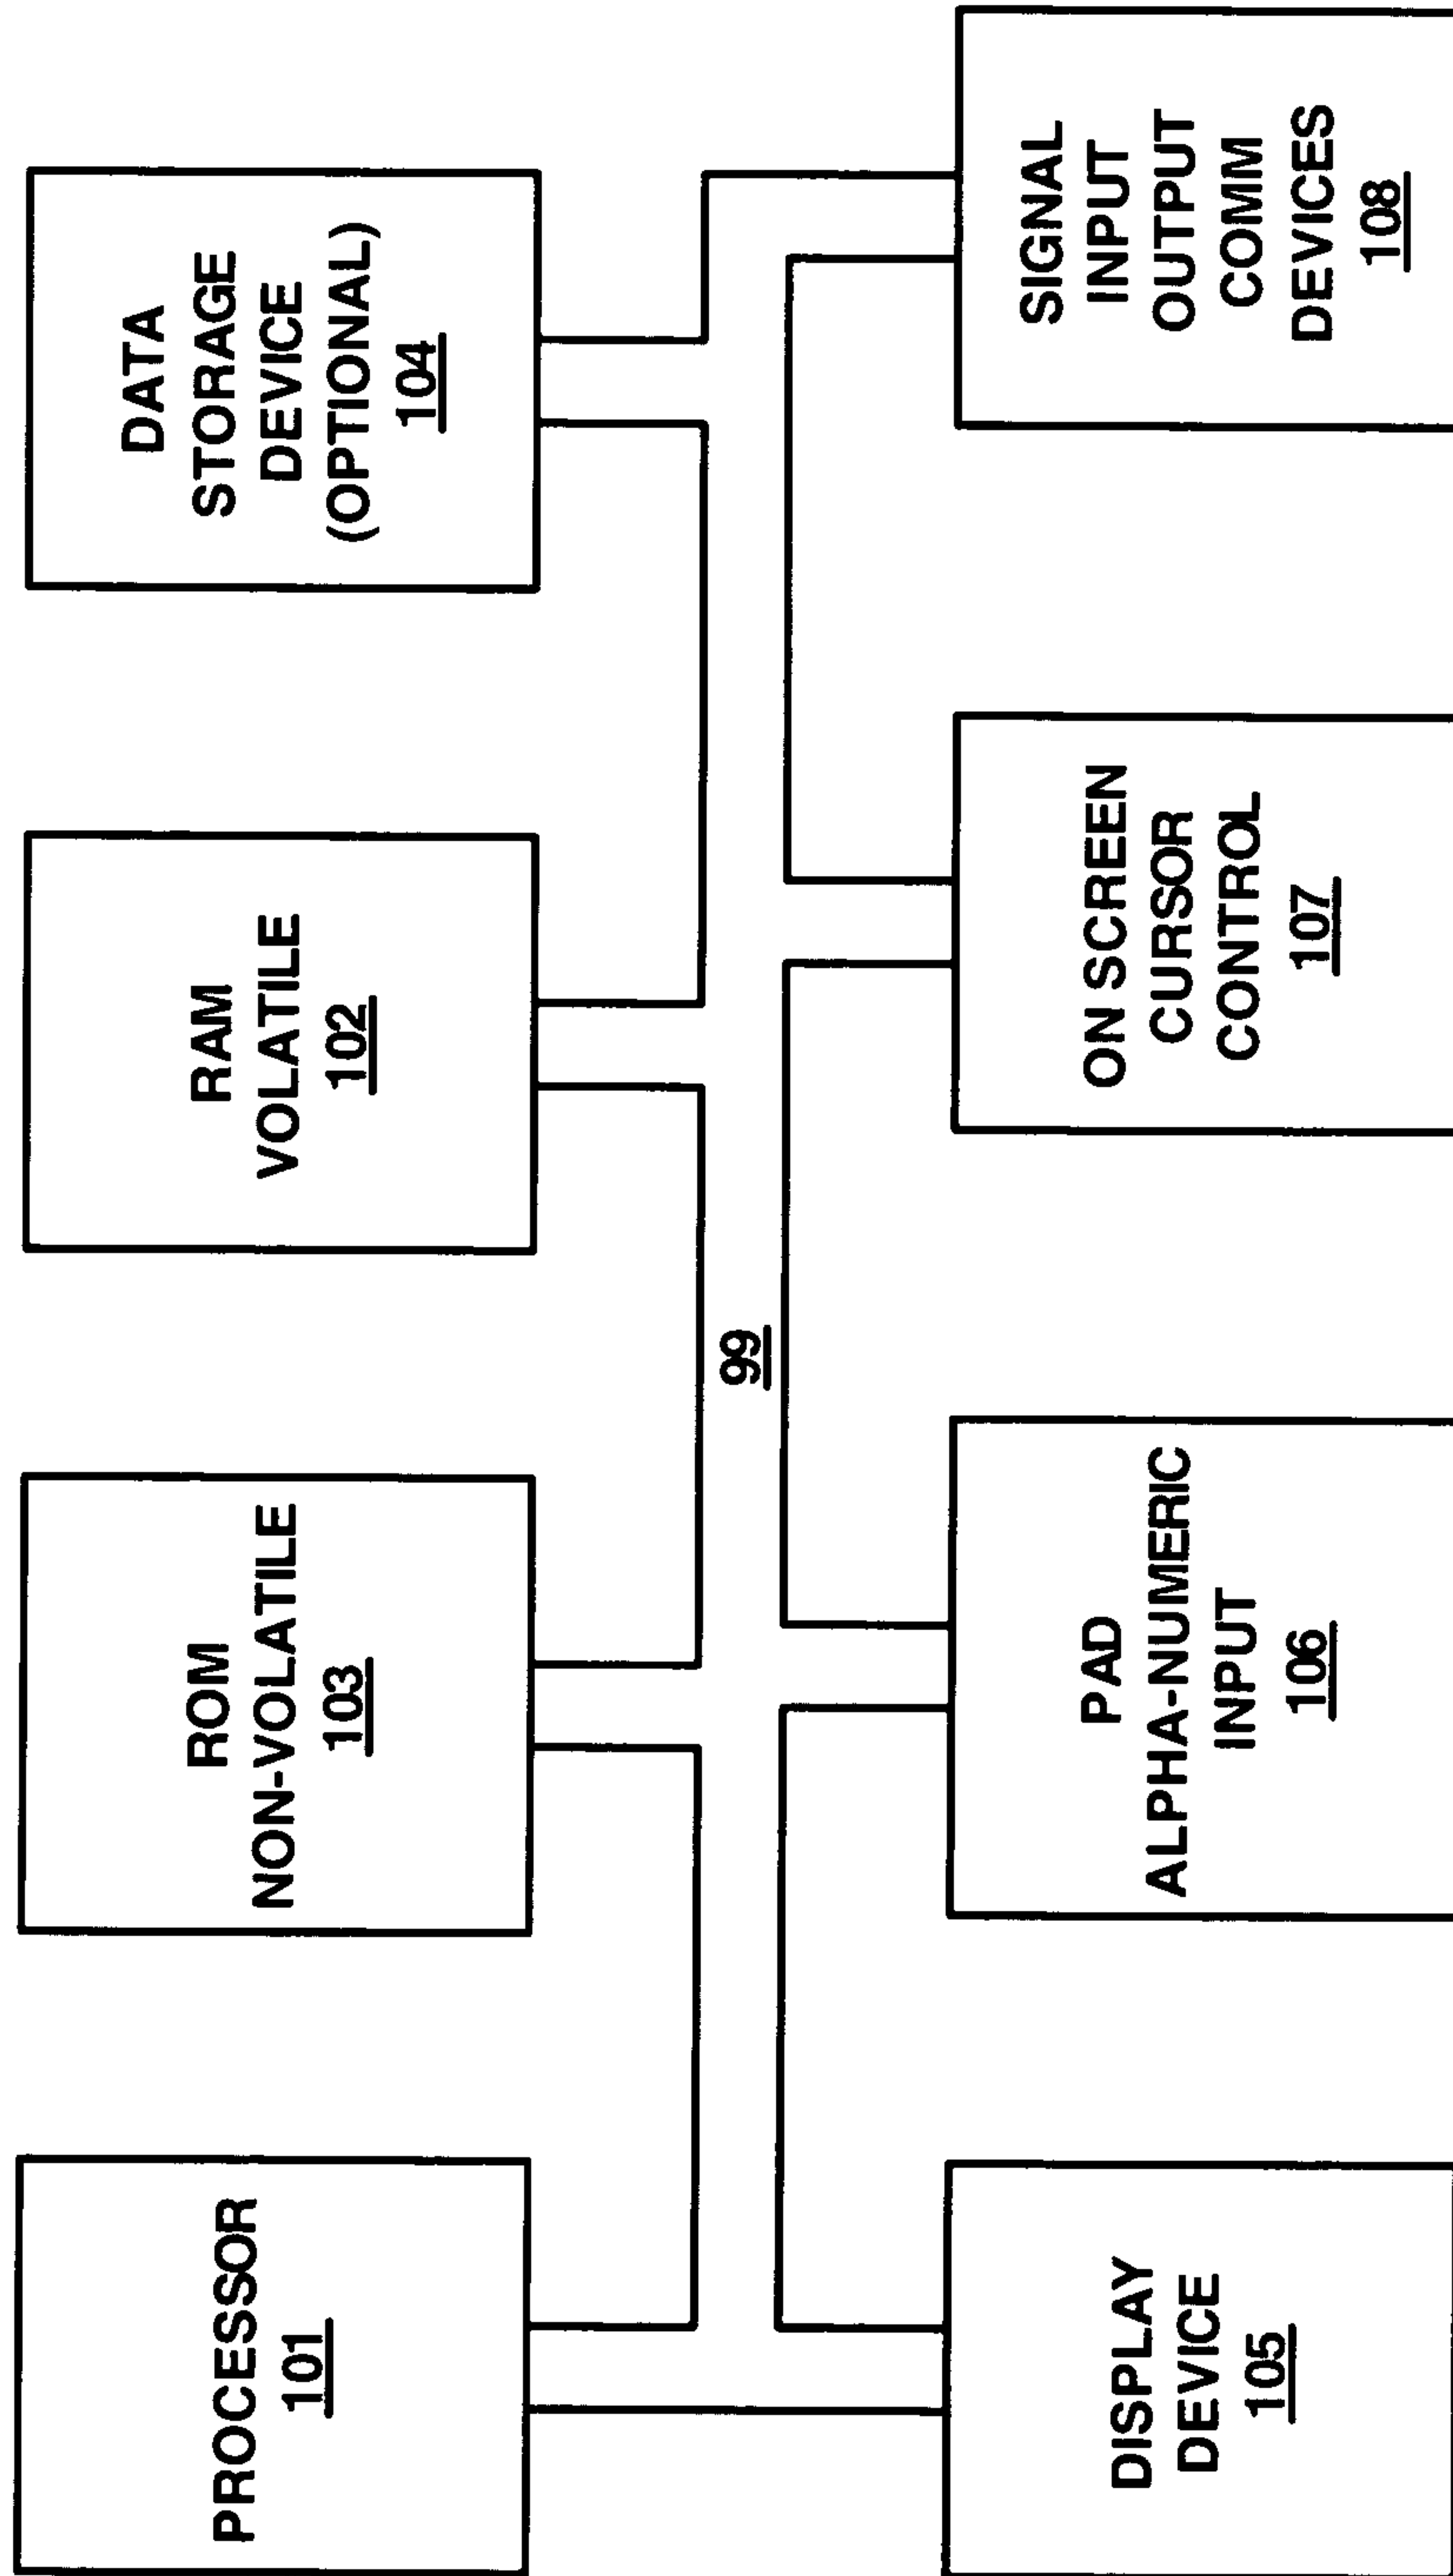 PROCESSOR
101
ROM
NON-VOLATILE
103
RAM
VOLATILE
102
DATA
STORAGE
DEVICE
(OPTIONAL)
104
99
DISPLAY
DEVICE
105
PAD
ALPHA-NUMERIC
INPUT
106
ON SCREEN
CURSOR
CONTROL
107
SIGNAL
INPUT
OUTPUT
COMM
DEVICES
108